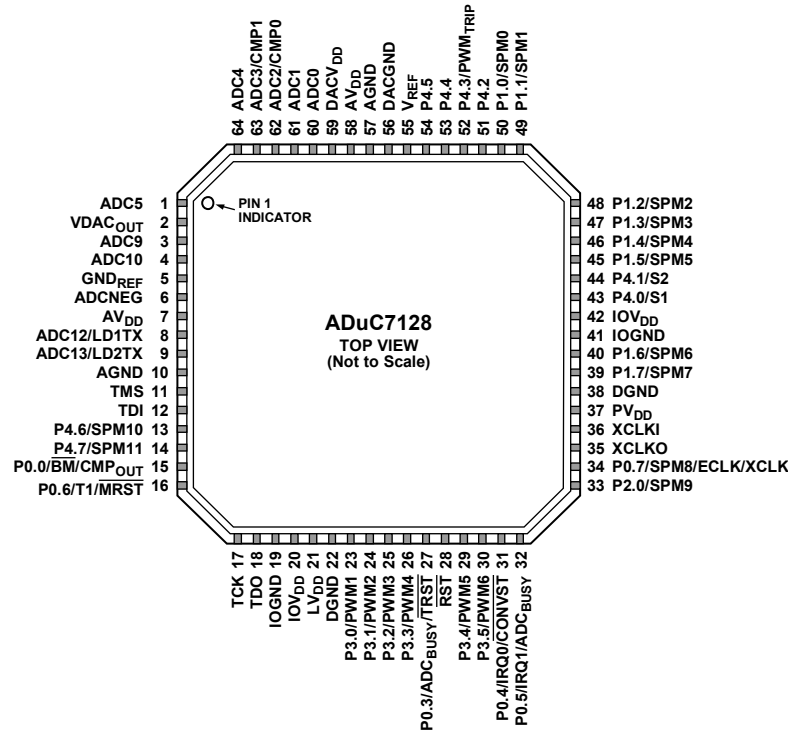 64 ADC4
63 ADC3/CMP1
62 ADC2/CMP0
61 ADC1
60 ADC0
59 DACVDD
58 AVDD
57 AGND
56 DACGND
55 VREF
54 P4.5
53 P4.4
52 P4.3/PWMTRIP
51 P4.2
50 P1.0/SPM0
49 P1.1/SPM1
ADC5 1
VDACOUT 2
ADC9 3
ADC10 4
GNDREF 5
ADCNEG 6
AVDD 7
ADC12/LD1TX 8
ADC13/LD2TX 9
AGND 10
TMS 11
TDI 12
P4.6/SPM10 13
P4.7/SPM11 14
P0.0/BM/CMPOUT 15
P0.6/T1/MRST 16
PIN 1
INDICATOR
ADuC7128
TOP VIEW
(Not to Scale)
48 P1.2/SPM2
47 P1.3/SPM3
46 P1.4/SPM4
45 P1.5/SPM5
44 P4.1/S2
43 P4.0/S1
42 IOVDD
41 IOGND
40 P1.6/SPM6
39 P1.7/SPM7
38 DGND
37 PVDD
36 XCLKI
35 XCLKO
34 P0.7/SPM8/ECLK/XCLK
33 P2.0/SPM9
TCK 17
TDO 18
IOGND 19
IOVDD 20
LVDD 21
DGND 22
P3.0/PWM1 23
P3.1/PWM2 24
P3.2/PWM3 25
P3.3/PWM4 26
P0.3/ADCBUSY/TRST 27
RST 28
P3.4/PWM5 29
P3.5/PWM6 30
P0.4/IRQ0/CONVST 31
P0.5/IRQ1/ADCBUSY 32